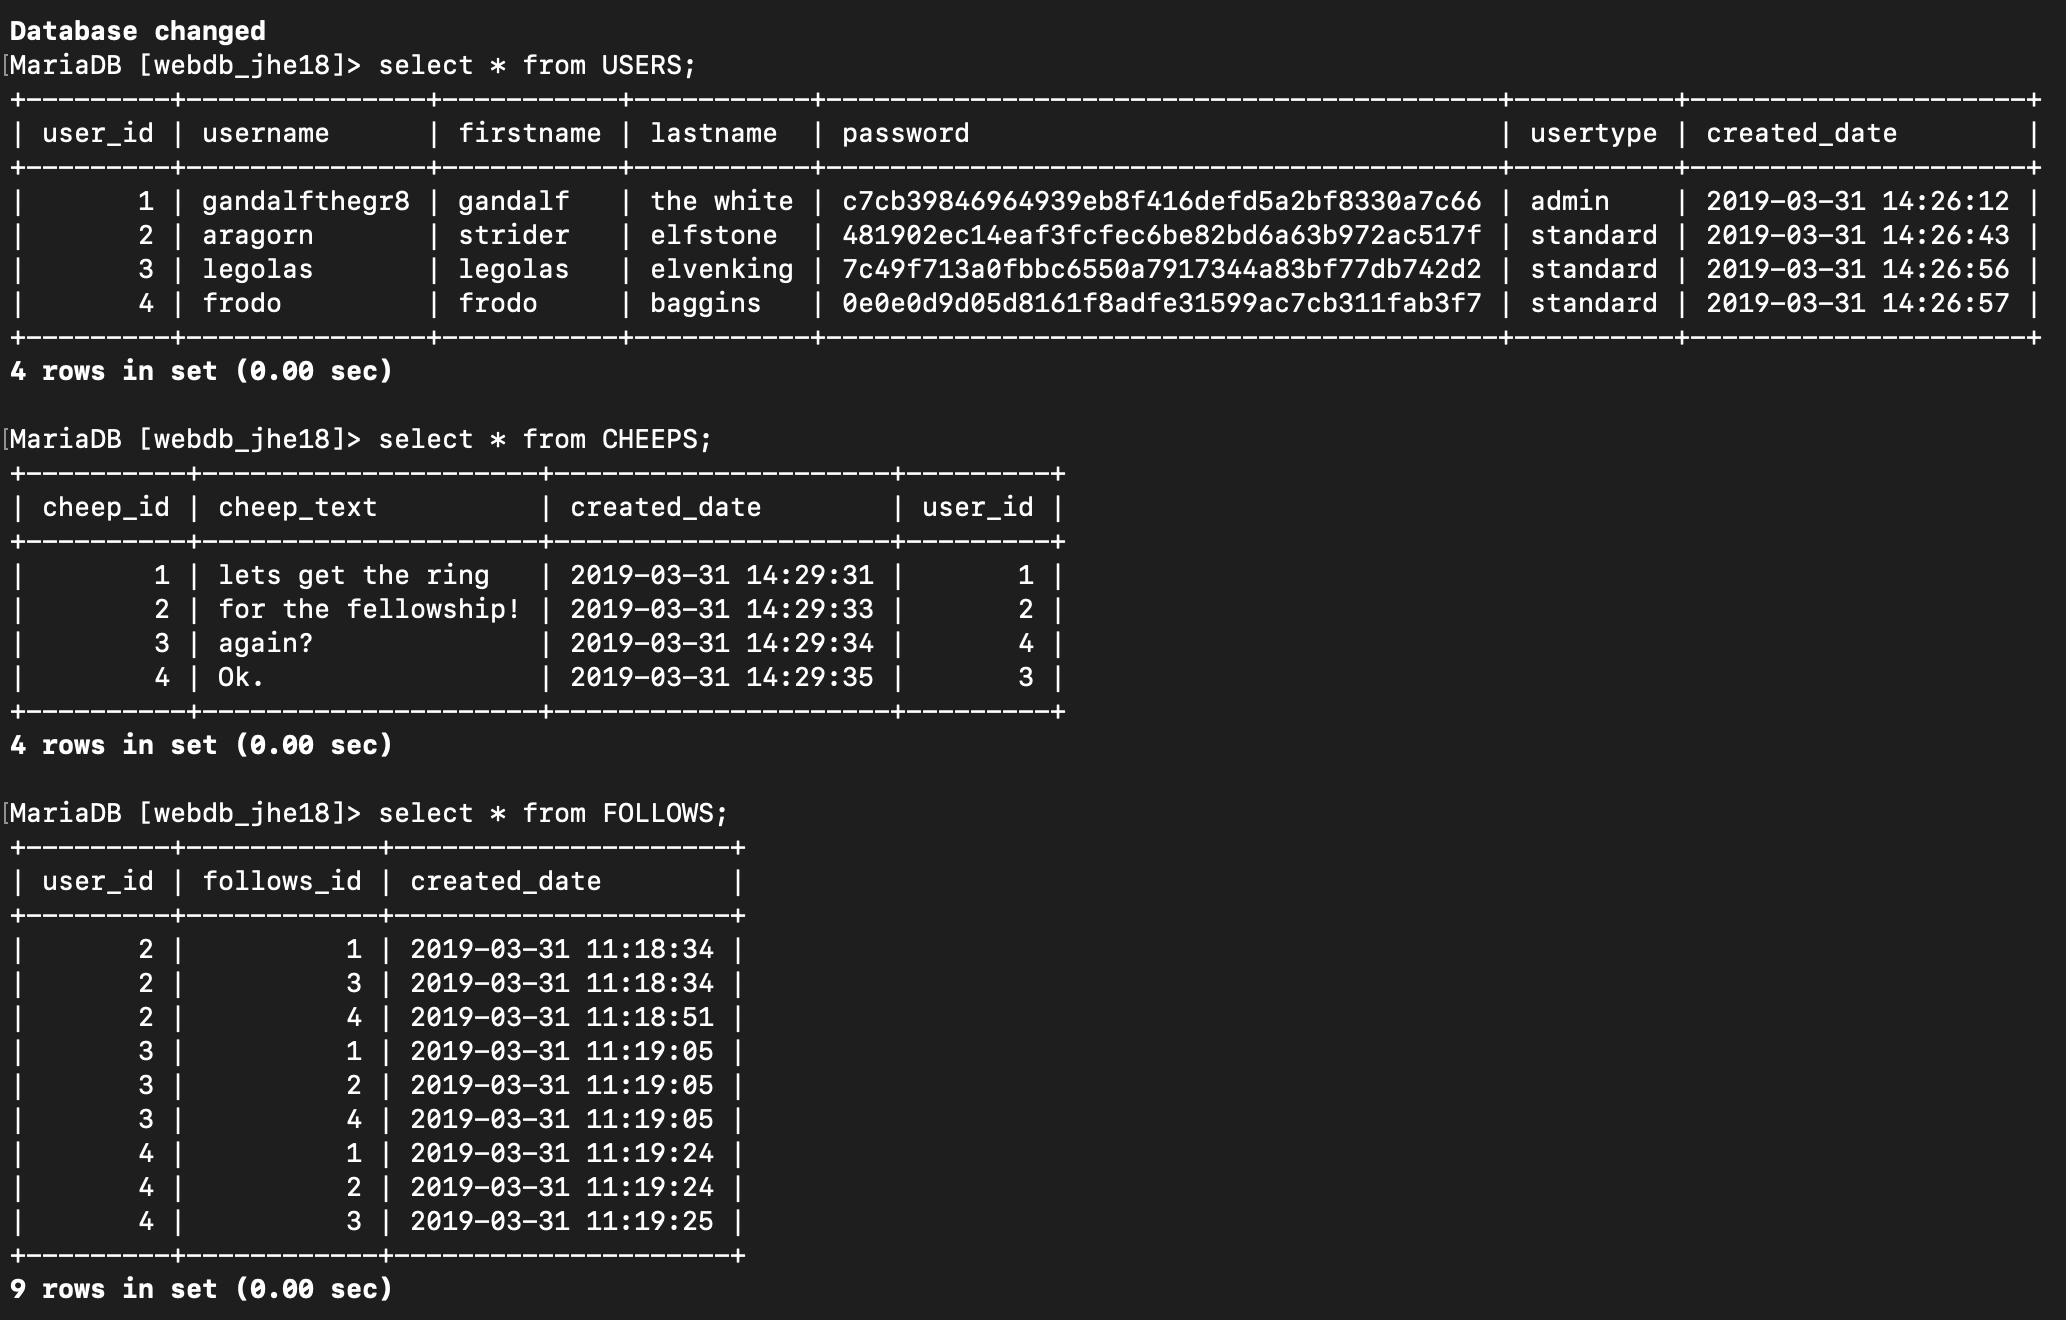 Database changed
MariaDB [webdb_jhe18]> select * from USERS;
+---------+---------------+-----------+-----------+------------------------------------------+----------+---------------------+
| user_id | username      | firstname | lastname  | password                                 | usertype | created_date        |
+---------+---------------+-----------+-----------+------------------------------------------+----------+---------------------+
|       1 | gandalfthegr8 | gandalf   | the white | c7cb39846964939eb8f416defd5a2bf8330a7c66 | admin    | 2019-03-31 14:26:12 |
|       2 | aragorn       | strider   | elfstone  | 481902ec14eaf3fcfec6be82bd6a63b972ac517f | standard | 2019-03-31 14:26:43 |
|       3 | legolas       | legolas   | elvenking | 7c49f713a0fbbc6550a7917344a83bf77db742d2 | standard | 2019-03-31 14:26:56 |
|       4 | frodo         | frodo     | baggins   | 0e0e0d9d05d8161f8adfe31599ac7cb311fab3f7 | standard | 2019-03-31 14:26:57 |
+---------+---------------+-----------+-----------+------------------------------------------+----------+---------------------+
4 rows in set (0.00 sec)
MariaDB [webdb_jhe18]> select * from CHEEPS;
+----------+---------------------+---------------------+---------+
| cheep_id | cheep_text          | created_date        | user_id |
+----------+---------------------+---------------------+---------+
|        1 | lets get the ring   | 2019-03-31 14:29:31 |       1 |
|        2 | for the fellowship! | 2019-03-31 14:29:33 |       2 |
|        3 | again?              | 2019-03-31 14:29:34 |       4 |
|        4 | Ok.                 | 2019-03-31 14:29:35 |       3 |
+----------+---------------------+---------------------+---------+
4 rows in set (0.00 sec)
MariaDB [webdb_jhe18]> select * from FOLLOWS;
+---------+------------+---------------------+
| user_id | follows_id | created_date        |
+---------+------------+---------------------+
|       2 |          1 | 2019-03-31 11:18:34 |
|       2 |          3 | 2019-03-31 11:18:34 |
|       2 |          4 | 2019-03-31 11:18:51 |
|       3 |          1 | 2019-03-31 11:19:05 |
|       3 |          2 | 2019-03-31 11:19:05 |
|       3 |          4 | 2019-03-31 11:19:05 |
|       4 |          1 | 2019-03-31 11:19:24 |
|       4 |          2 | 2019-03-31 11:19:24 |
|       4 |          3 | 2019-03-31 11:19:25 |
+---------+------------+---------------------+
9 rows in set (0.00 sec)